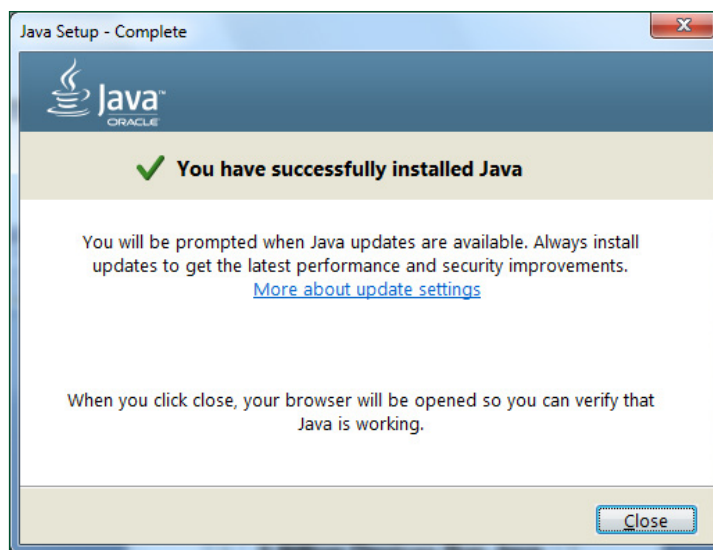 Java Setup - Complete
Java™
ORACLE
You have successfully installed Java
You will be prompted when Java updates are available. Always install
updates to get the latest performance and security improvements.
More about update settings
When you click close, your browser will be opened so you can verify that
Java is working.
Close